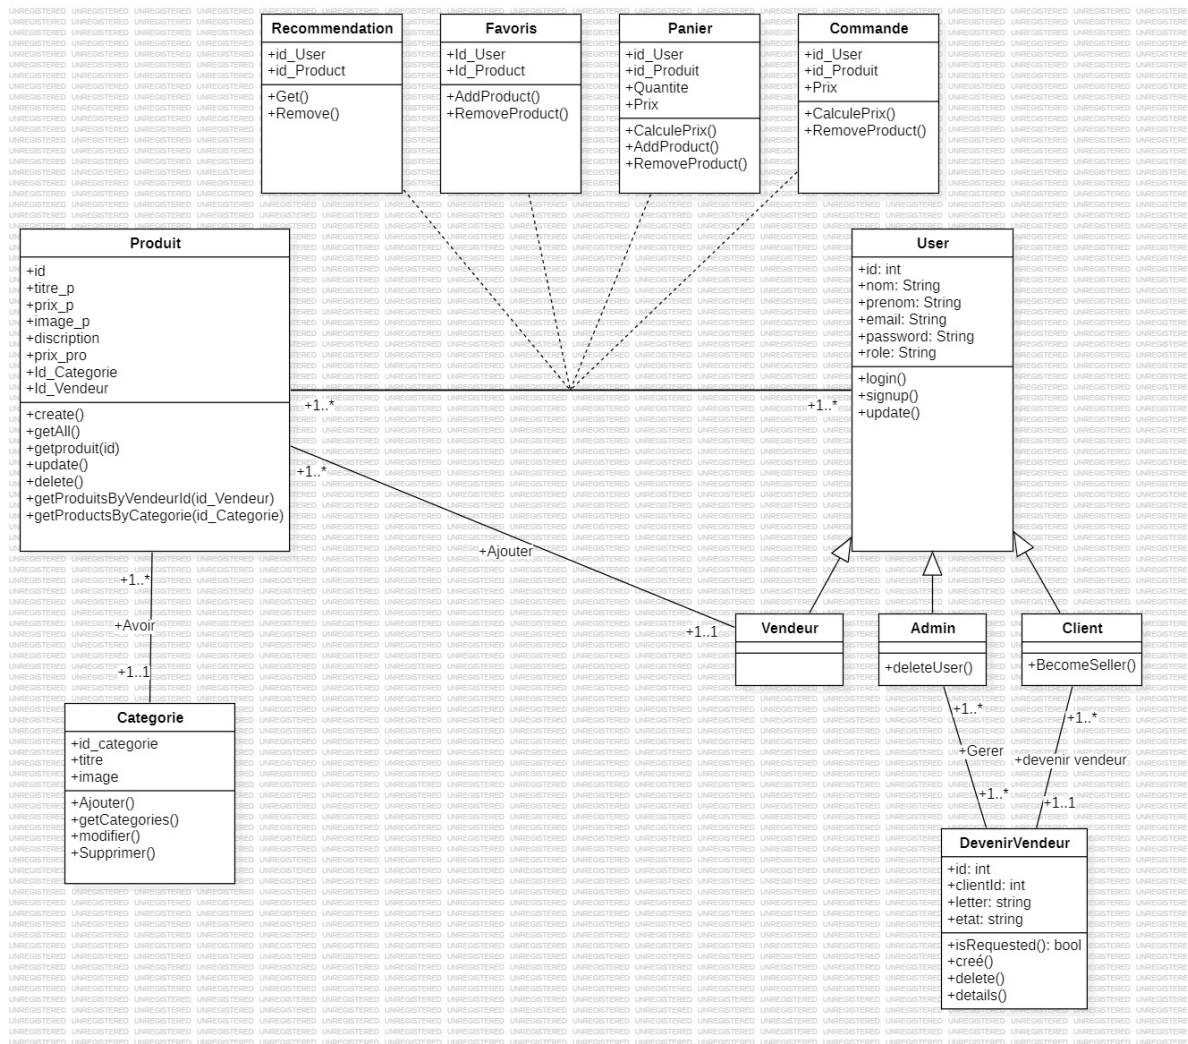 Recommendation
+id_User
+id_Product
+Get()
+Remove()
Favoris
+Id_User
+Id_Product
+AddProduct()
+RemoveProduct()
Panier
+id_User
+id_Produit
+Quantite
+Prix
+CalculePrix()
+AddProduct()
+RemoveProduct()
Commande
+id_User
+id_Produit
+Prix
+CalculePrix()
+RemoveProduct()
Produit
+id
+titre_p
+prix_p
+image_p
+discription
+prix_pro
+Id_Categorie
+Id_Vendeur
+create()
+getAll()
+getproduit(id)
+update()
+delete()
+getProduitsByVendeurId(id_Vendeur)
+getProductsByCategorie(id_Categorie)
User
+id: int
+nom: String
+prenom: String
+email: String
+password: String
+role: String
+login()
+signup()
+update()
+1..*
+1..*
+1..*
+Ajouter
+1..1
+1..*
+Avoir
+1..1
Vendeur
Admin
+deleteUser()
Client
+BecomeSeller()
Categorie
+id_categorie
+titre
+image
+Ajouter()
+getCategories()
+modifier()
+Supprimer()
+1..*
+Gerer
+1..*
+1..*
+devenir vendeur
+1..1
DevenirVendeur
+id: int
+clientId: int
+letter: string
+etat: string
+isRequested(): bool
+creé()
+delete()
+details()
UNREGISTERED